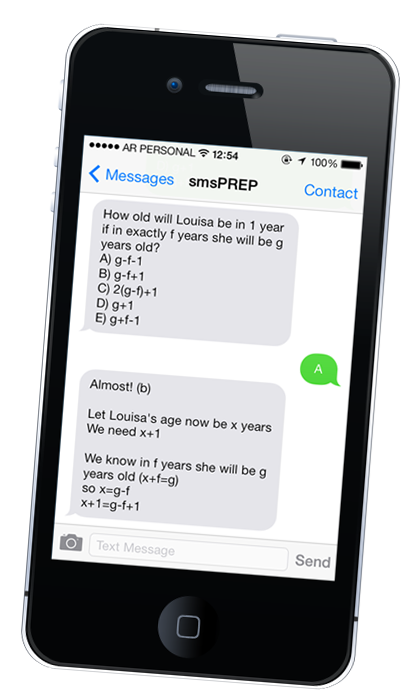 ●●●●● AR PERSONAL 12:54 100%
Messages smsPREP Contact
How old will Louisa be in 1 year
if in exactly f years she will be g
years old?
A) g-f-1
B) g-f+1
C) 2(g-f)+1
D) g+1
E) g+f-1
A
Almost! (b)
Let Louisa's age now be x years
We need x+1
We know in f years she will be g
years old (x+f=g)
so x=g-f
x+1=g-f+1
Text Message Send